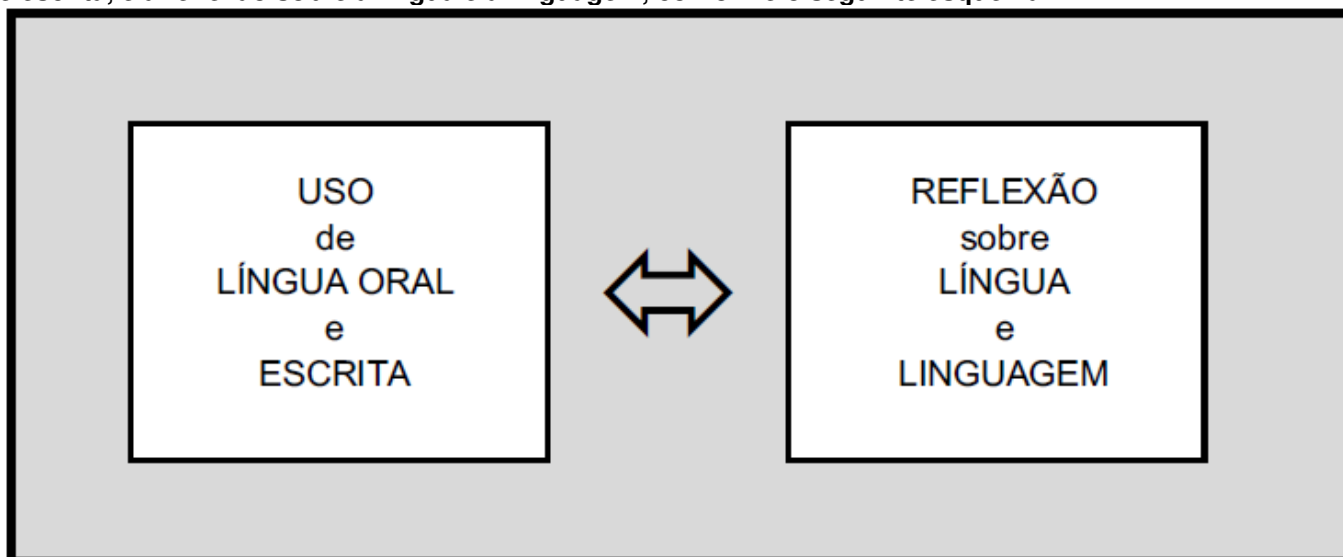 USO
de
LÍNGUA ORAL
e
ESCRITA
REFLEXÃO
sobre
LÍNGUA
e
LINGUAGEM